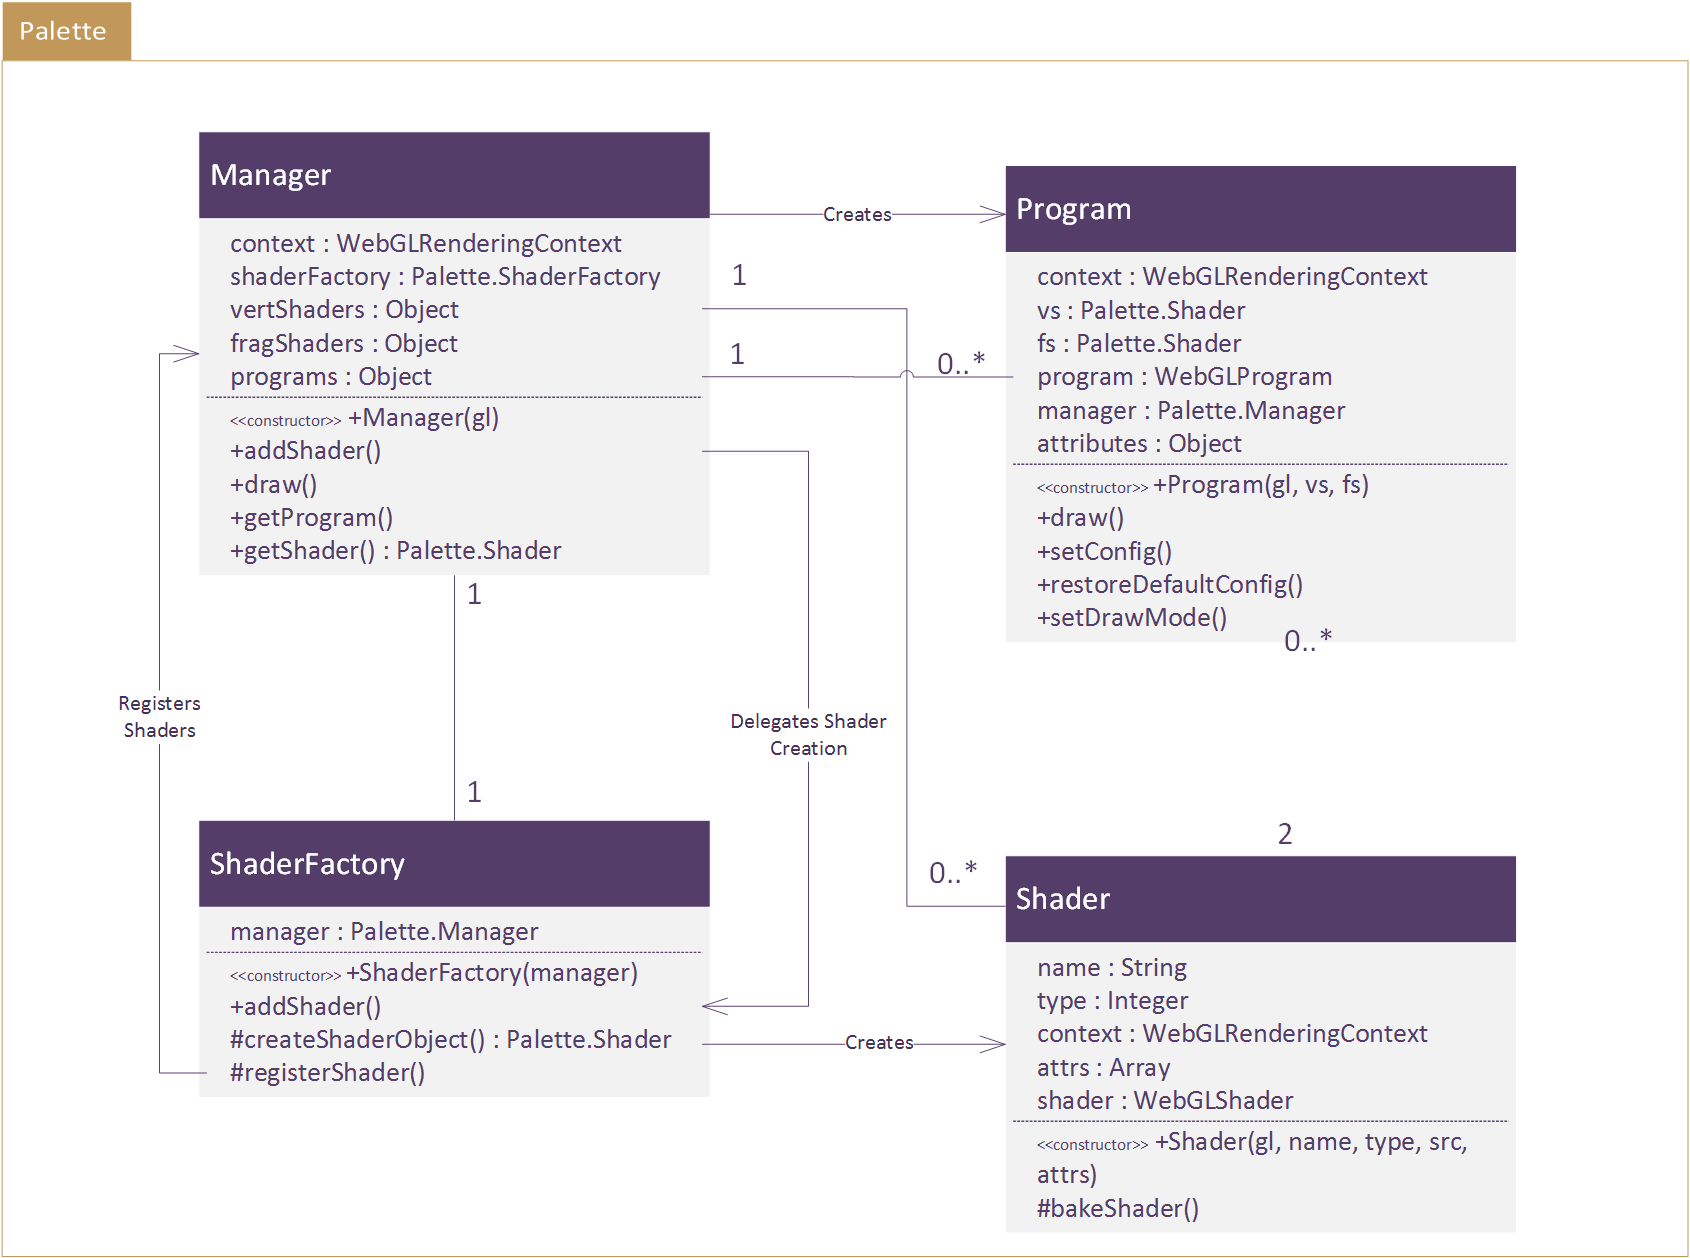 Palette
Manager
context : WebGLRenderingContext
shaderFactory : Palette.ShaderFactory
vertShaders : Object
fragShaders : Object
programs : Object
<<constructor>> +Manager(gl)
+addShader()
+draw()
+getProgram()
+getShader() : Palette.Shader
Creates
1
1
0..*
Program
context : WebGLRenderingContext
vs : Palette.Shader
fs : Palette.Shader
program : WebGLProgram
manager : Palette.Manager
attributes : Object
<<constructor>> +Program(gl, vs, fs)
+draw()
+setConfig()
+restoreDefaultConfig()
+setDrawMode()
0..*
1
Registers
Shaders
Delegates Shader
Creation
1
2
0..*
ShaderFactory
manager : Palette.Manager
<<constructor>> +ShaderFactory(manager)
+addShader()
#createShaderObject() : Palette.Shader
#registerShader()
Creates
Shader
name : String
type : Integer
context : WebGLRenderingContext
attrs : Array
shader : WebGLShader
<<constructor>> +Shader(gl, name, type, src,
attrs)
#bakeShader()